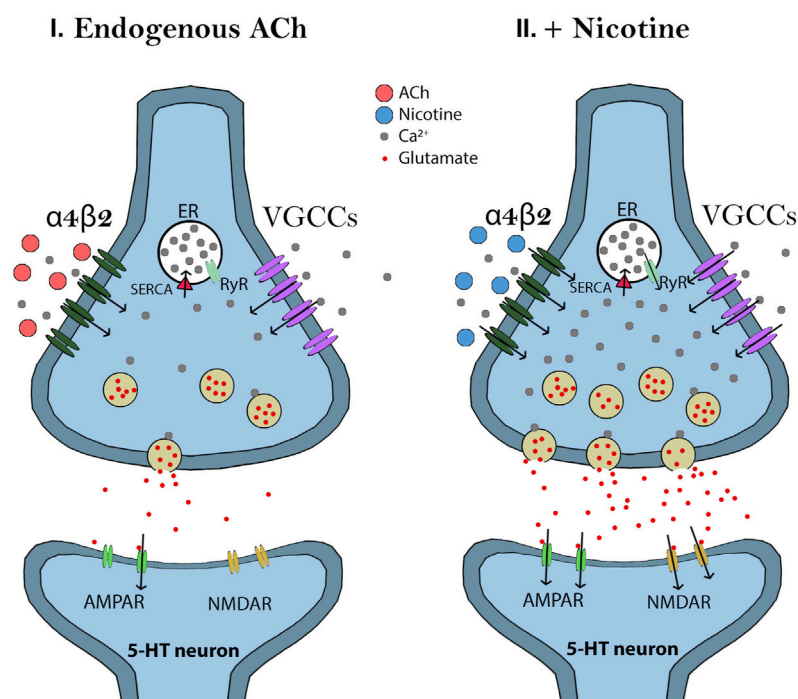 I. Endogenous ACh
II. + Nicotine
ACh
Nicotine
Ca²⁺
Glutamate
α4β2
ER
VGCCs
SERCA
RyR
α4β2
ER
VGCCs
SERCA
RyR
AMPAR
NMDAR
5-HT neuron
AMPAR
NMDAR
5-HT neuron